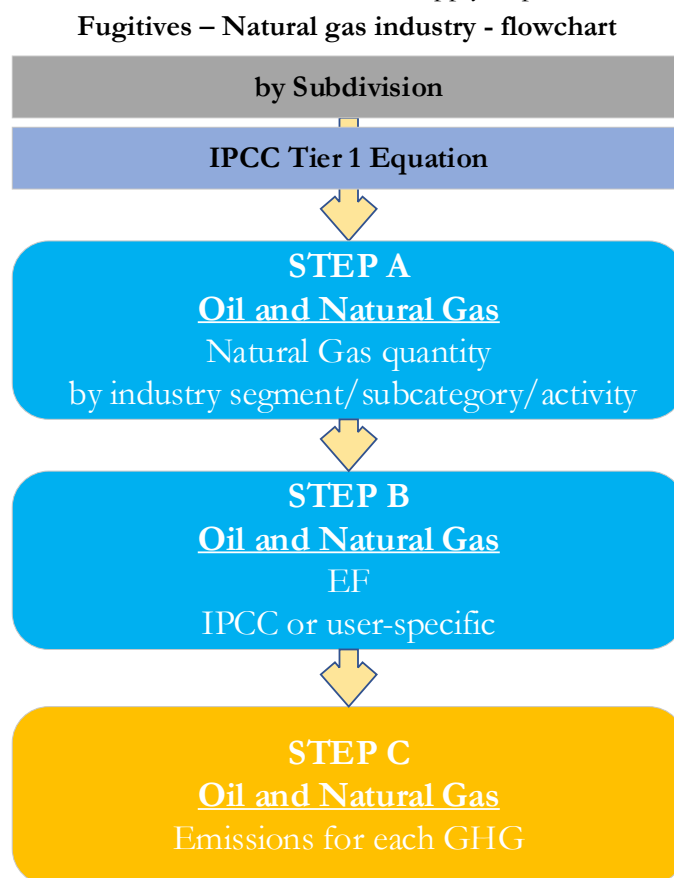 Fugitives – Natural gas industry - flowchart
by Subdivision
IPCC Tier 1 Equation
STEP A
Oil and Natural Gas
Natural Gas quantity
by industry segment/subcategory/activity
STEP B
Oil and Natural Gas
EF
IPCC or user-specific
STEP C
Oil and Natural Gas
Emissions for each GHG